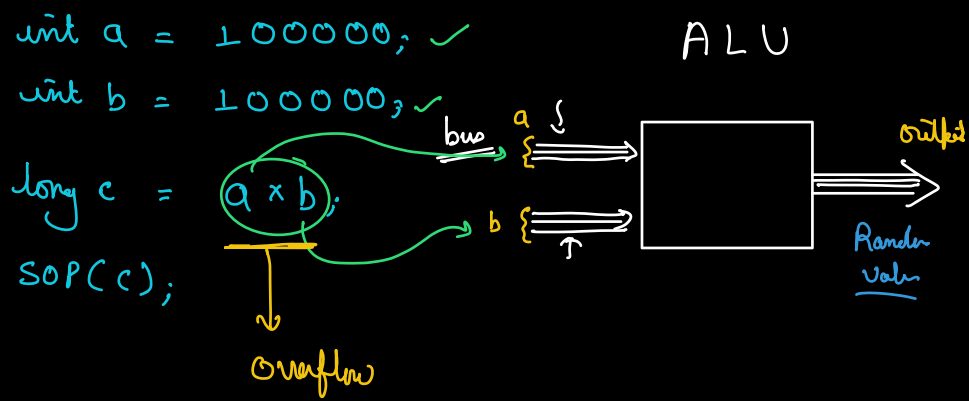 int a = 100000;
int b = 100000;
long c = a × b;
SOP(c);
overflow
ALU
bus
a
b
output
Random
value